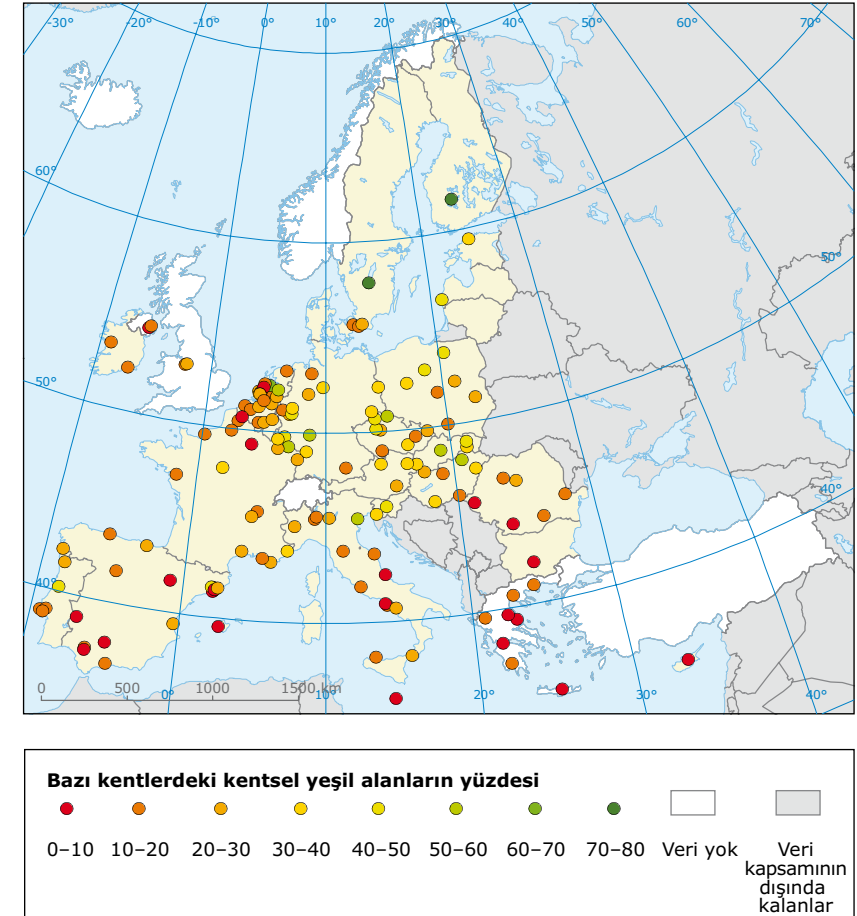 -30° -20° -10° 0° 10° 20° 30° 40° 50° 60° 70°
60°
50°
50°
40°
40°
0 500 1000 1500 km
0° 10° 20° 30° 40°
Bazı kentlerdeki kentsel yeşil alanların yüzdesi
0–10 10–20 20–30 30–40 40–50 50–60 60–70 70–80 Veri yok Veri
kapsamının
dışında
kalanlar